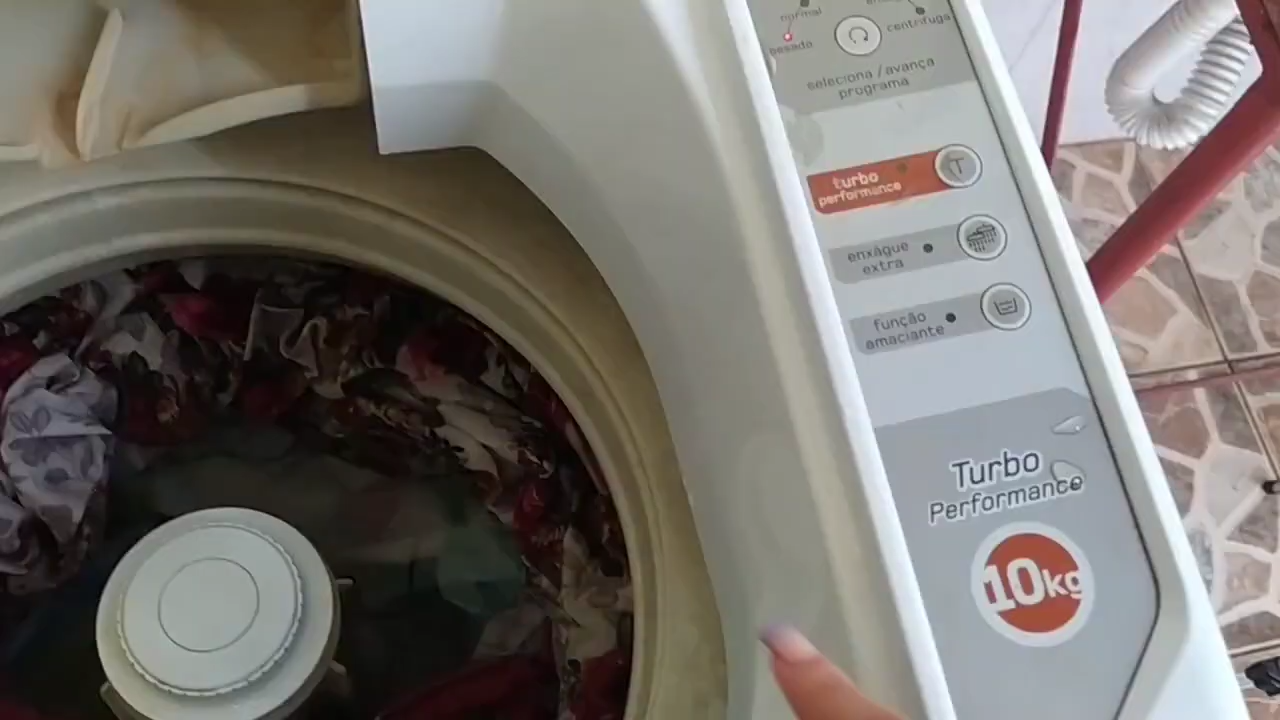 normal
centrifuga
pesado
seleciona / avança
programa
turbo
performance
T
enxágue
extra
função
amaciante
Turbo
Performance
10kg